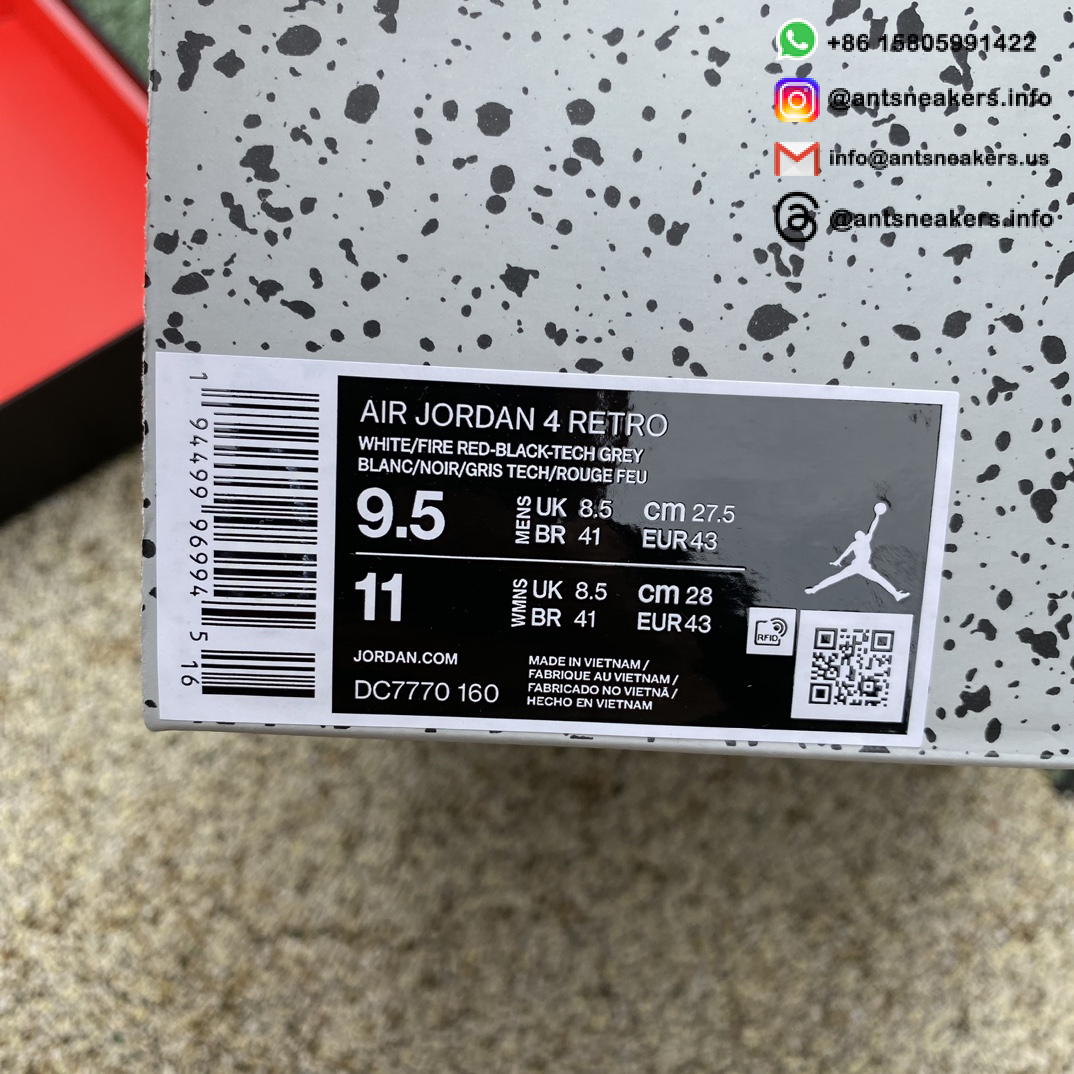 +86 15805991422
@antsneakers.info
info@antsneakers.us
@antsneakers.info
1 94499 96994 5 16
AIR JORDAN 4 RETRO
WHITE/FIRE RED-BLACK-TECH GREY
BLANC/NOIR/GRIS TECH/ROUGE FEU
9.5 MENS UK 8.5 cm 27.5
BR 41 EUR 43
11 WMNS UK 8.5 cm 28
BR 41 EUR 43
RFID
JORDAN.COM
DC7770 160
MADE IN VIETNAM /
FABRIQUE AU VIETNAM /
FABRICADO NO VIETNÃ /
HECHO EN VIETNAM